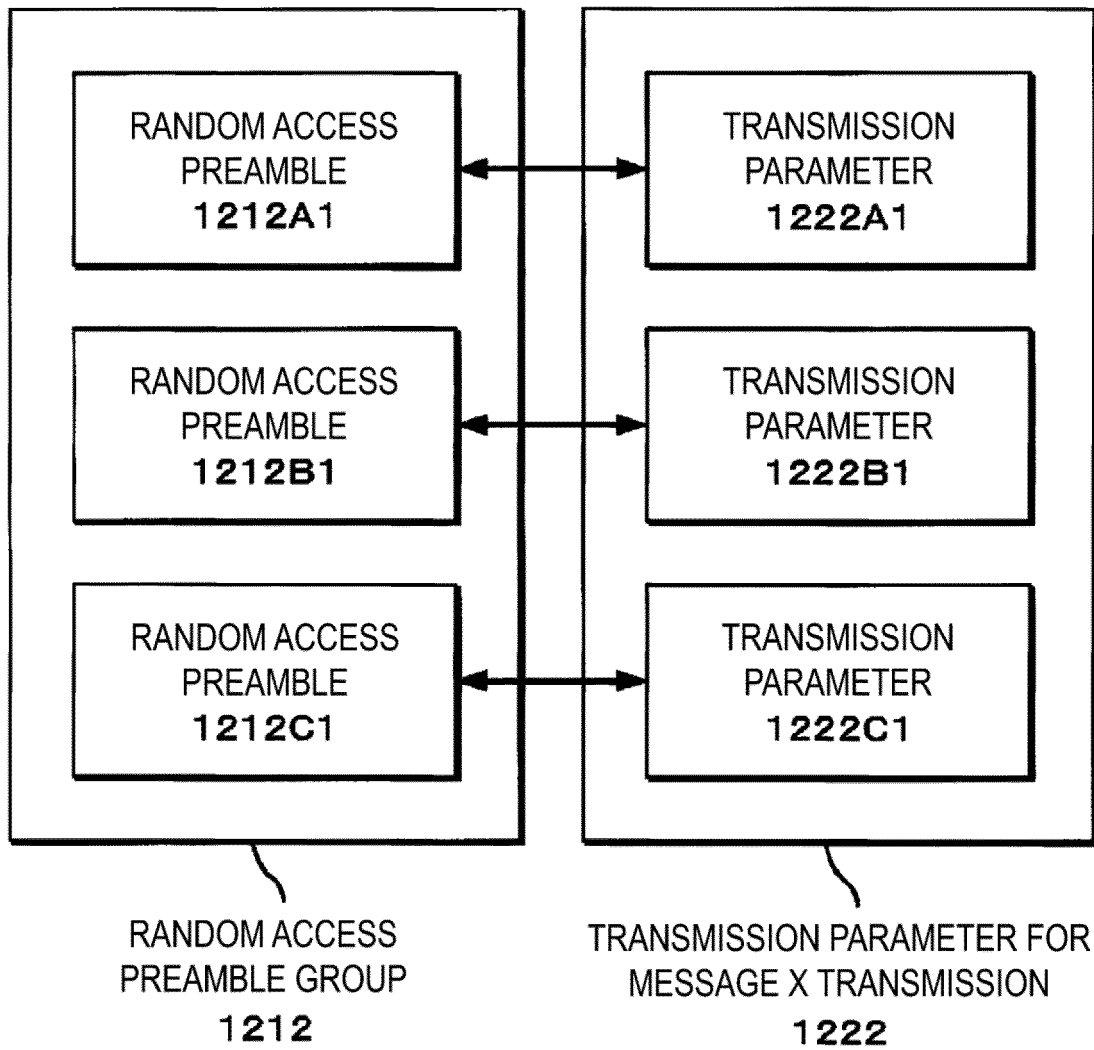 RANDOM ACCESS
PREAMBLE
1212A1
TRANSMISSION
PARAMETER
1222A1
RANDOM ACCESS
PREAMBLE
1212B1
TRANSMISSION
PARAMETER
1222B1
RANDOM ACCESS
PREAMBLE
1212C1
TRANSMISSION
PARAMETER
1222C1
RANDOM ACCESS
PREAMBLE GROUP
1212
TRANSMISSION PARAMETER FOR
MESSAGE X TRANSMISSION
1222